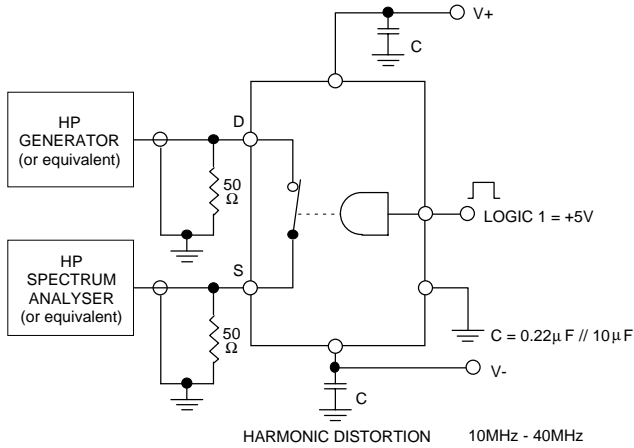 V+
C
HP
GENERATOR
(or equivalent)
D
50
Ω
LOGIC 1 = +5V
HP
SPECTRUM
ANALYSER
(or equivalent)
S
50
Ω
C = 0.22µF // 10µF
V-
C
HARMONIC DISTORTION 10MHz - 40MHz